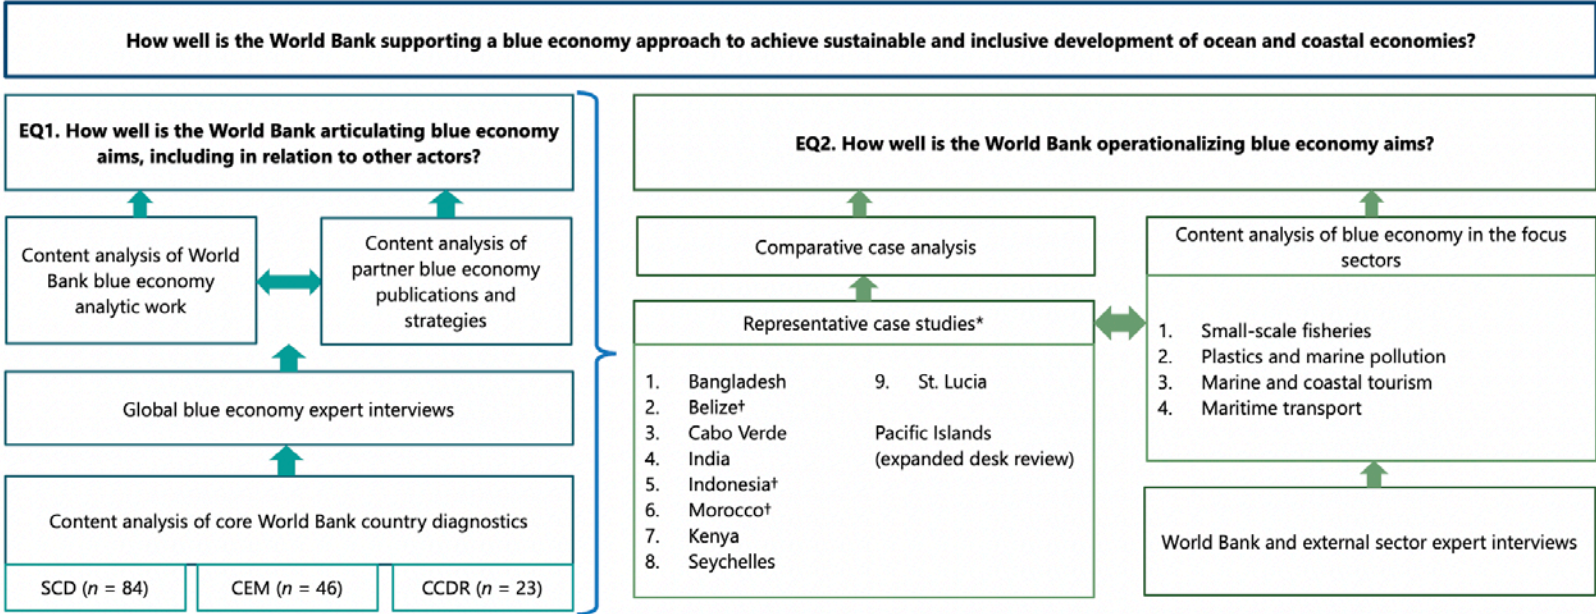 How well is the World Bank supporting a blue economy approach to achieve sustainable and inclusive development of ocean and coastal economies?
EQ1. How well is the World Bank articulating blue economy
aims, including in relation to other actors?
Content analysis of World
Bank blue economy
analytic work
Content analysis of
partner blue economy
publications and
strategies
Global blue economy expert interviews
Content analysis of core World Bank country diagnostics
SCD (n = 84)
CEM (n = 46)
CCDR (n = 23)
EQ2. How well is the World Bank operationalizing blue economy aims?
Comparative case analysis
Representative case studies*
1. Bangladesh
2. Belize†
3. Cabo Verde
4. India
5. Indonesia†
6. Morocco†
7. Kenya
8. Seychelles
9. St. Lucia
Pacific Islands
(expanded desk review)
Content analysis of blue economy in the focus
sectors
1. Small-scale fisheries
2. Plastics and marine pollution
3. Marine and coastal tourism
4. Maritime transport
World Bank and external sector expert interviews